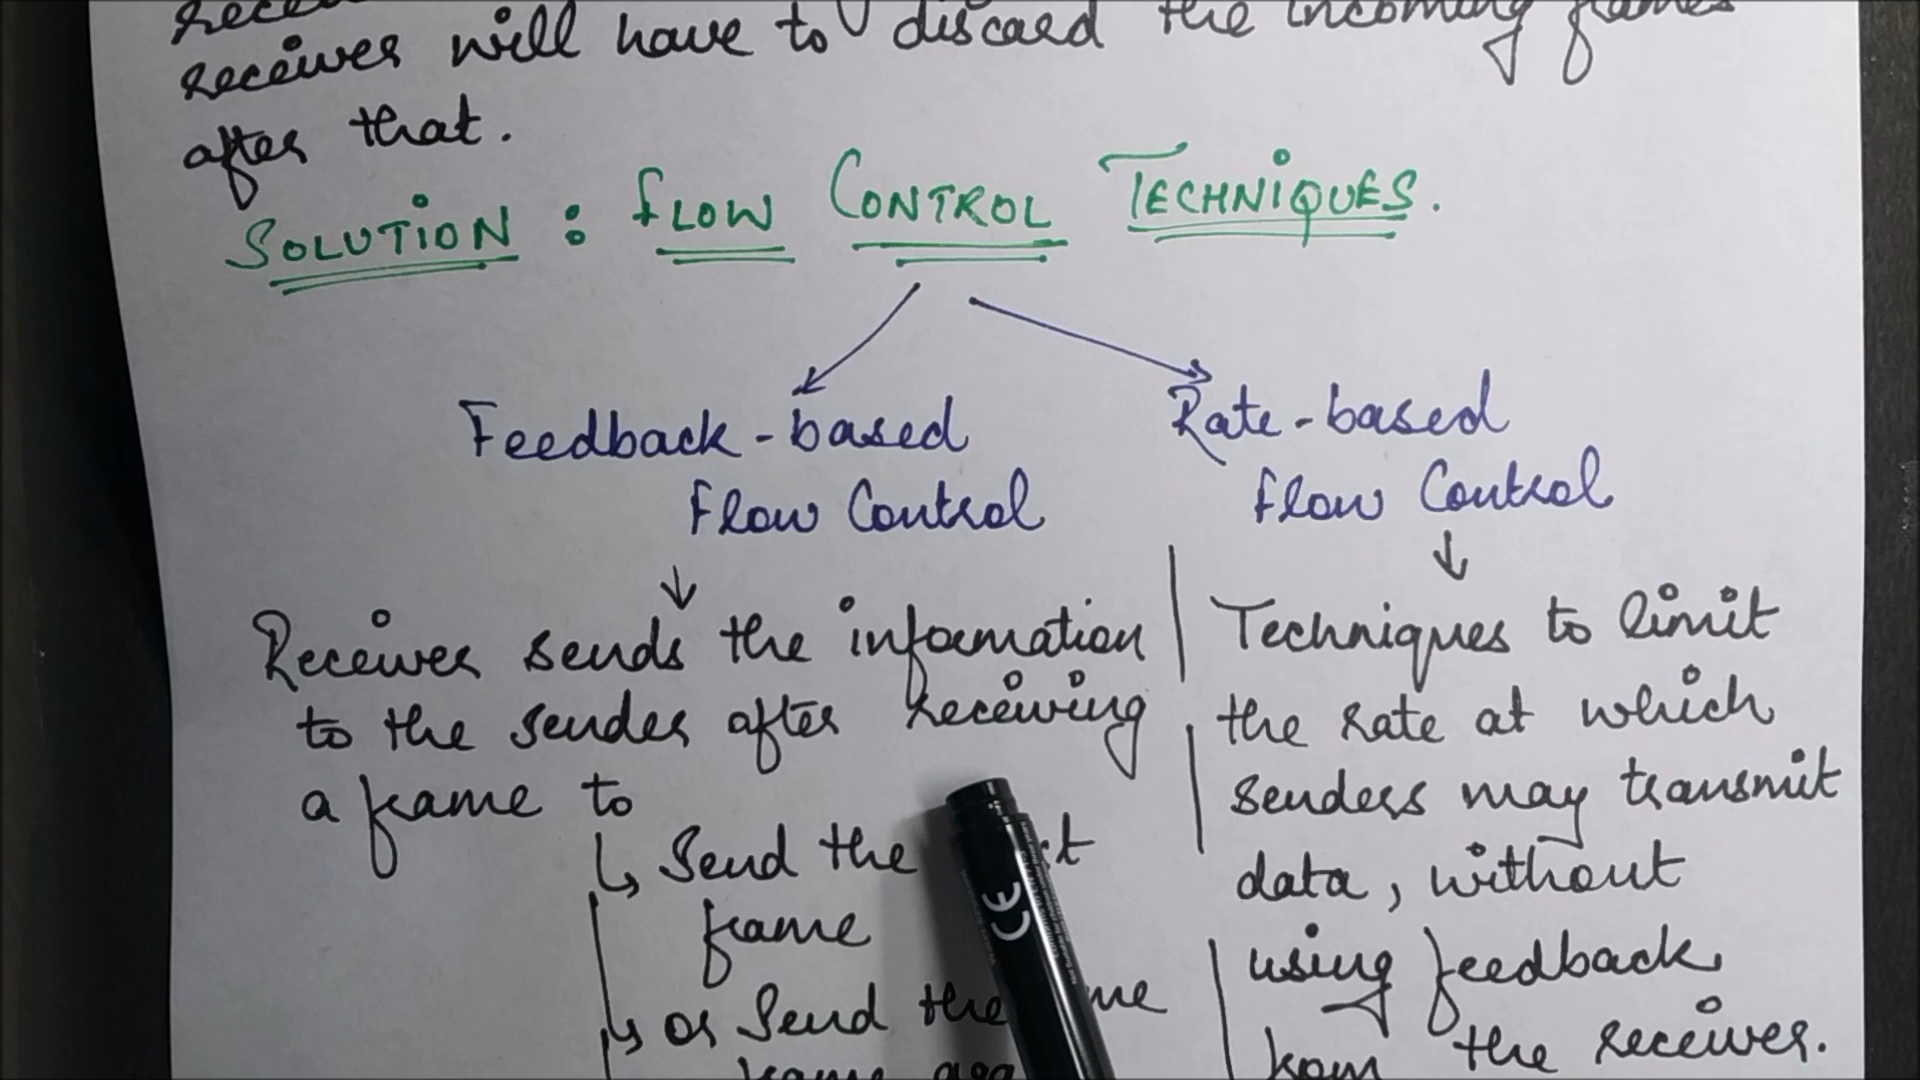 receiver will have to discard the incoming frames
after that.
SOLUTION : FLOW CONTROL TECHNIQUES.
Feedback-based
Flow Control
Receiver sends the information
to the sender after receiving
a frame to
Send the
frame
or Send the
Rate-based
Flow Control
Techniques to limit
the rate at which
senders may transmit
data, without
using feedback
from the receiver.
CE